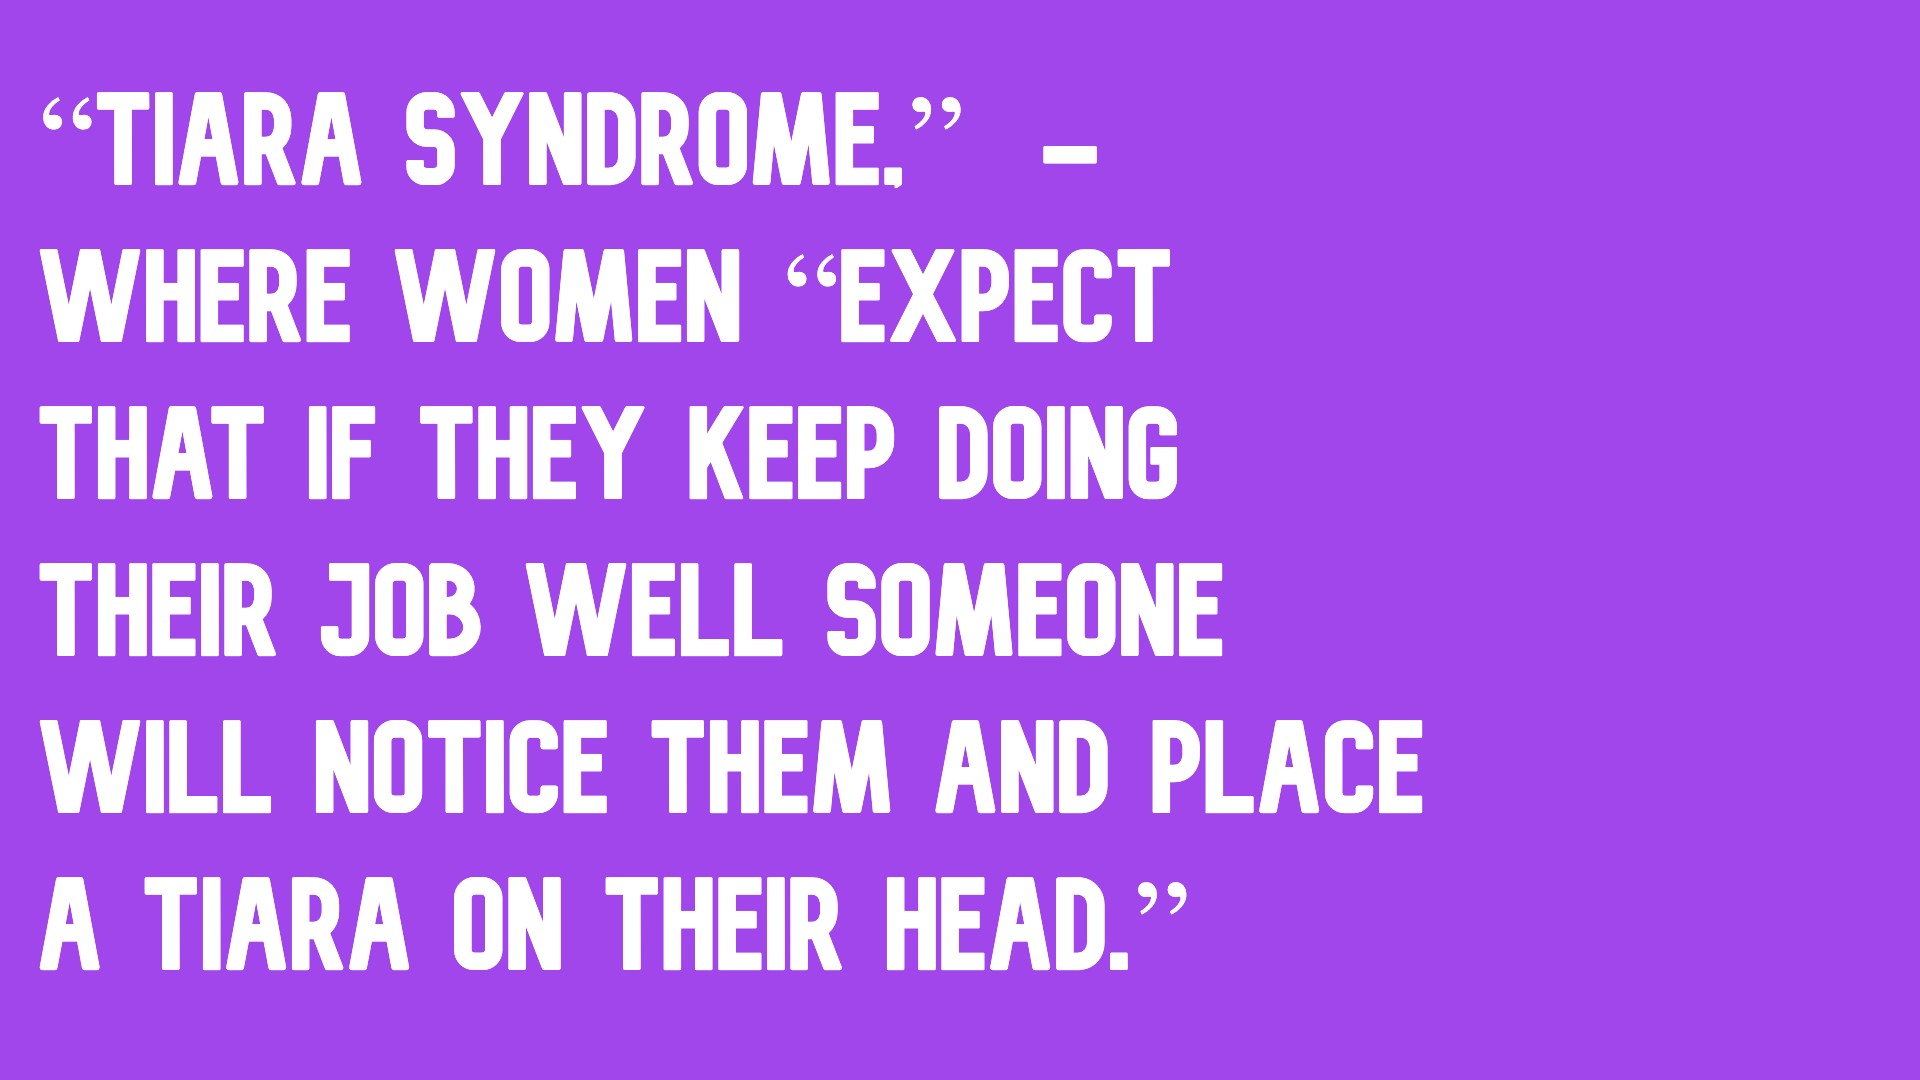 “TIARA SYNDROME,” –
WHERE WOMEN “EXPECT
THAT IF THEY KEEP DOING
THEIR JOB WELL SOMEONE
WILL NOTICE THEM AND PLACE
A TIARA ON THEIR HEAD.”